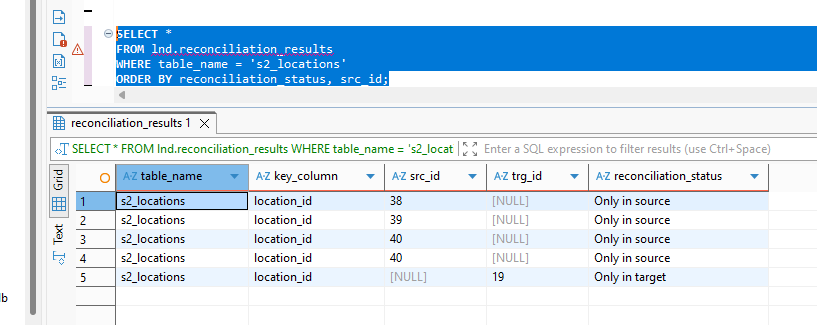 SELECT *
FROM lnd.reconciliation_results
WHERE table_name = 's2_locations'
ORDER BY reconciliation_status, src_id;
reconciliation_results 1
SELECT * FROM lnd.reconciliation_results WHERE table_name = 's2_locat
Enter a SQL expression to filter results (use Ctrl+Space)
Grid
Text
A-Z table_name A-Z key_column A-Z src_id A-Z trg_id A-Z reconciliation_status
1 s2_locations location_id 38 [NULL] Only in source
2 s2_locations location_id 39 [NULL] Only in source
3 s2_locations location_id 40 [NULL] Only in source
4 s2_locations location_id 40 [NULL] Only in source
5 s2_locations location_id [NULL] 19 Only in target
lb